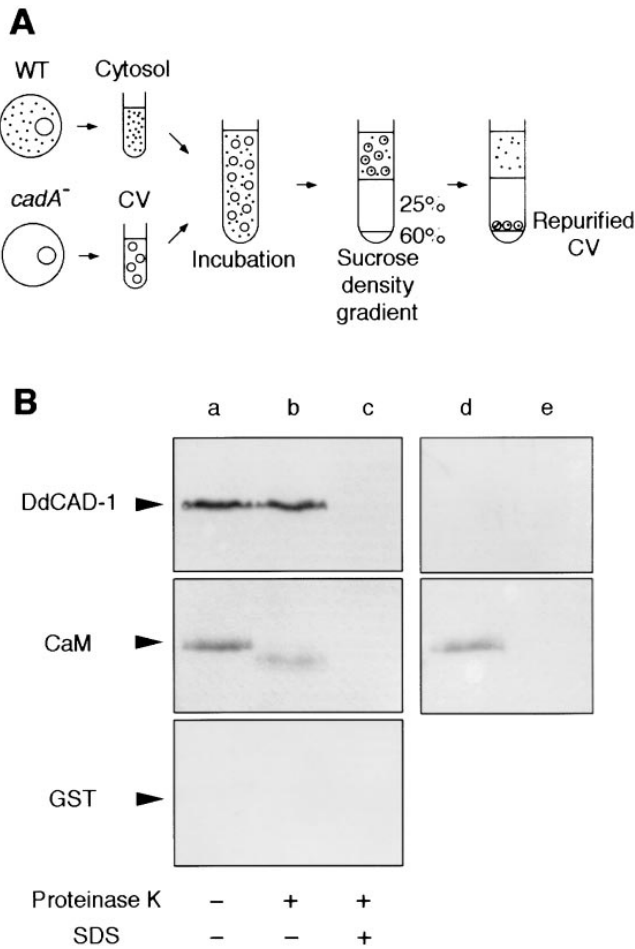 A
WT
Cytosol
cadA⁻
CV
Incubation
25%
60%
Sucrose
density
gradient
Repurified
CV
B
a b c d e
DdCAD-1
CaM
GST
Proteinase K − + +
SDS − − +